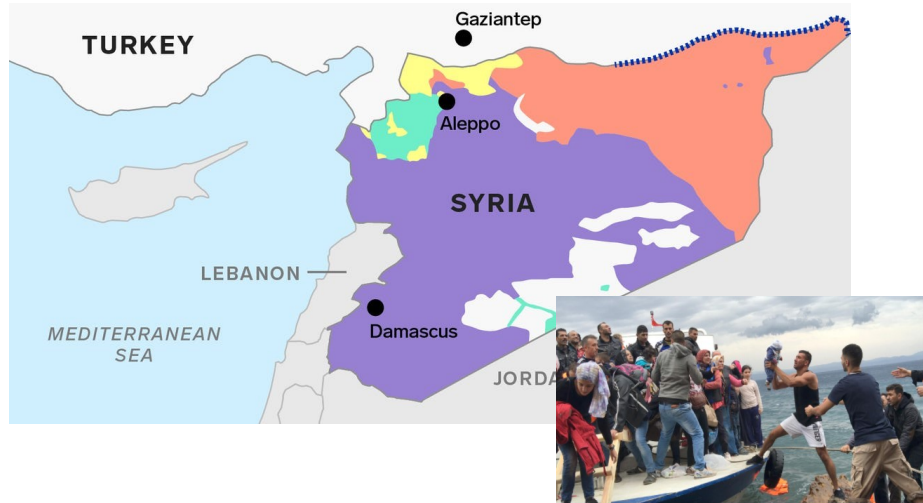 Gaziantep
TURKEY
Aleppo
SYRIA
LEBANON
Damascus
MEDITERRANEAN
SEA
JORDA